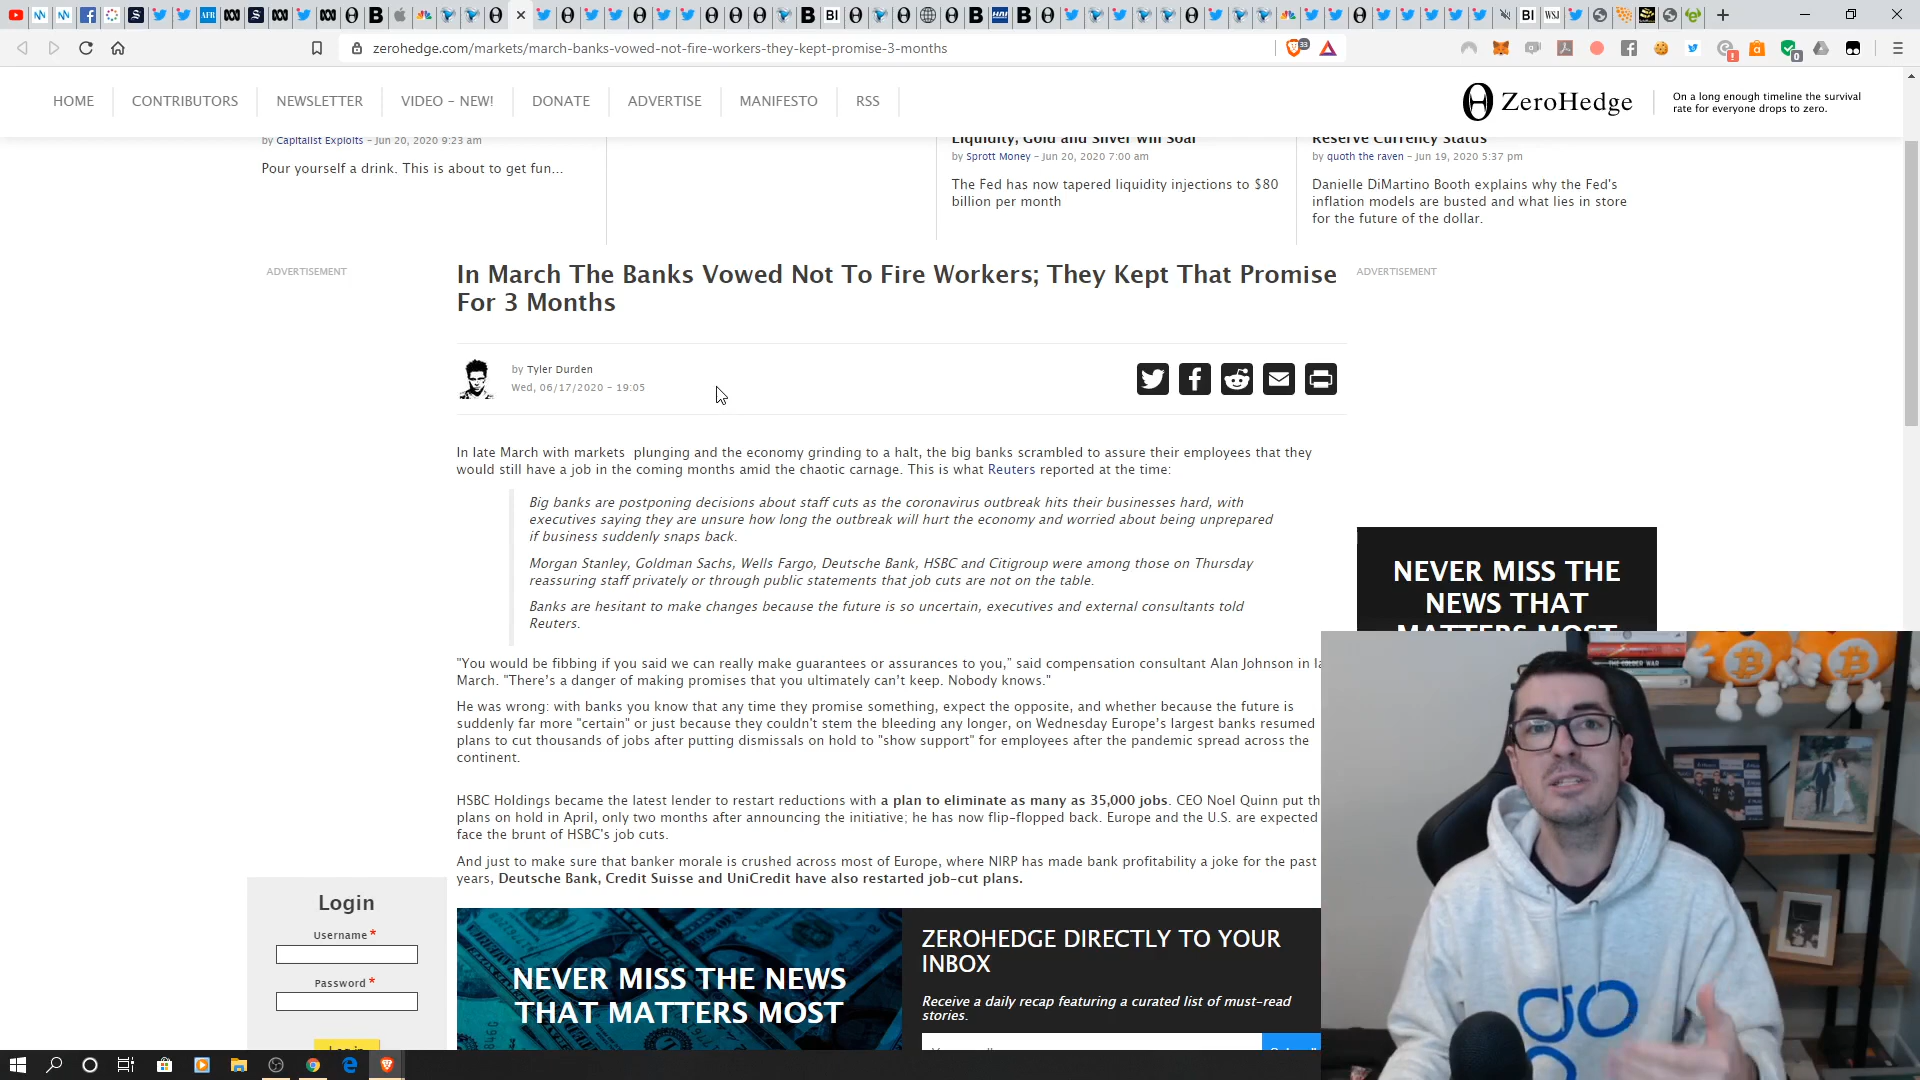 zerohedge.com/markets/march-banks-vowed-not-fire-workers-they-kept-promise-3-months
HOME
CONTRIBUTORS
NEWSLETTER
VIDEO - NEW!
DONATE
ADVERTISE
MANIFESTO
RSS
ZeroHedge
On a long enough timeline the survival
rate for everyone drops to zero.
by Capitalist Exploits - Jun 20, 2020 9:23 am
Pour yourself a drink. This is about to get fun...
Liquidity, Gold and Silver Will Soar
by Sprott Money - Jun 20, 2020 7:00 am
The Fed has now tapered liquidity injections to $80
billion per month
Reserve Currency Status
by quoth the raven - Jun 19, 2020 5:37 pm
Danielle DiMartino Booth explains why the Fed's
inflation models are busted and what lies in store
for the future of the dollar.
ADVERTISEMENT
In March The Banks Vowed Not To Fire Workers; They Kept That Promise
For 3 Months
ADVERTISEMENT
by Tyler Durden
Wed, 06/17/2020 - 19:05
In late March with markets plunging and the economy grinding to a halt, the big banks scrambled to assure their employees that they
would still have a job in the coming months amid the chaotic carnage. This is what Reuters reported at the time:
Big banks are postponing decisions about staff cuts as the coronavirus outbreak hits their businesses hard, with
executives saying they are unsure how long the outbreak will hurt the economy and worried about being unprepared
if business suddenly snaps back.
Morgan Stanley, Goldman Sachs, Wells Fargo, Deutsche Bank, HSBC and Citigroup were among those on Thursday
reassuring staff privately or through public statements that job cuts are not on the table.
Banks are hesitant to make changes because the future is so uncertain, executives and external consultants told
Reuters.
"You would be fibbing if you said we can really make guarantees or assurances to you," said compensation consultant Alan Johnson in
March. "There's a danger of making promises that you ultimately can't keep. Nobody knows."
He was wrong: with banks you know that any time they promise something, expect the opposite, and whether because the future is
suddenly far more "certain" or just because they couldn't stem the bleeding any longer, on Wednesday Europe's largest banks resumed
plans to cut thousands of jobs after putting dismissals on hold to "show support" for employees after the pandemic spread across the
continent.
HSBC Holdings became the latest lender to restart reductions with a plan to eliminate as many as 35,000 jobs. CEO Noel Quinn put th
plans on hold in April, only two months after announcing the initiative; he has now flip-flopped back. Europe and the U.S. are expected
face the brunt of HSBC's job cuts.
And just to make sure that banker morale is crushed across most of Europe, where NIRP has made bank profitability a joke for the past
years, Deutsche Bank, Credit Suisse and UniCredit have also restarted job-cut plans.
NEVER MISS THE
NEWS THAT
MATTERS MOST
THE COLDER WAR
Login
Username *
Password *
Log in
NEVER MISS THE NEWS
THAT MATTERS MOST
ZEROHEDGE DIRECTLY TO YOUR
INBOX
Receive a daily recap featuring a curated list of must-read
stories.